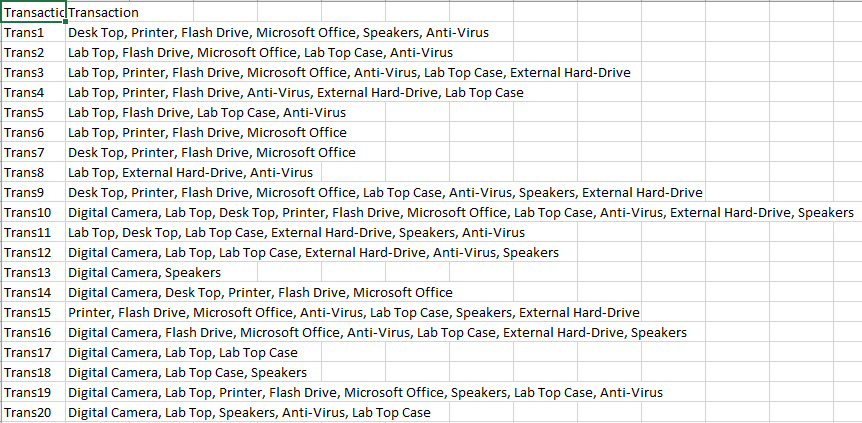 Transactic Transaction
Trans1 Desk Top, Printer, Flash Drive, Microsoft Office, Speakers, Anti-Virus
Trans2 Lab Top, Flash Drive, Microsoft Office, Lab Top Case, Anti-Virus
Trans3 Lab Top, Printer, Flash Drive, Microsoft Office, Anti-Virus, Lab Top Case, External Hard-Drive
Trans4 Lab Top, Printer, Flash Drive, Anti-Virus, External Hard-Drive, Lab Top Case
Trans5 Lab Top, Flash Drive, Lab Top Case, Anti-Virus
Trans6 Lab Top, Printer, Flash Drive, Microsoft Office
Trans7 Desk Top, Printer, Flash Drive, Microsoft Office
Trans8 Lab Top, External Hard-Drive, Anti-Virus
Trans9 Desk Top, Printer, Flash Drive, Microsoft Office, Lab Top Case, Anti-Virus, Speakers, External Hard-Drive
Trans10 Digital Camera, Lab Top, Desk Top, Printer, Flash Drive, Microsoft Office, Lab Top Case, Anti-Virus, External Hard-Drive, Speakers
Trans11 Lab Top, Desk Top, Lab Top Case, External Hard-Drive, Speakers, Anti-Virus
Trans12 Digital Camera, Lab Top, Lab Top Case, External Hard-Drive, Anti-Virus, Speakers
Trans13 Digital Camera, Speakers
Trans14 Digital Camera, Desk Top, Printer, Flash Drive, Microsoft Office
Trans15 Printer, Flash Drive, Microsoft Office, Anti-Virus, Lab Top Case, Speakers, External Hard-Drive
Trans16 Digital Camera, Flash Drive, Microsoft Office, Anti-Virus, Lab Top Case, External Hard-Drive, Speakers
Trans17 Digital Camera, Lab Top, Lab Top Case
Trans18 Digital Camera, Lab Top Case, Speakers
Trans19 Digital Camera, Lab Top, Printer, Flash Drive, Microsoft Office, Speakers, Lab Top Case, Anti-Virus
Trans20 Digital Camera, Lab Top, Speakers, Anti-Virus, Lab Top Case